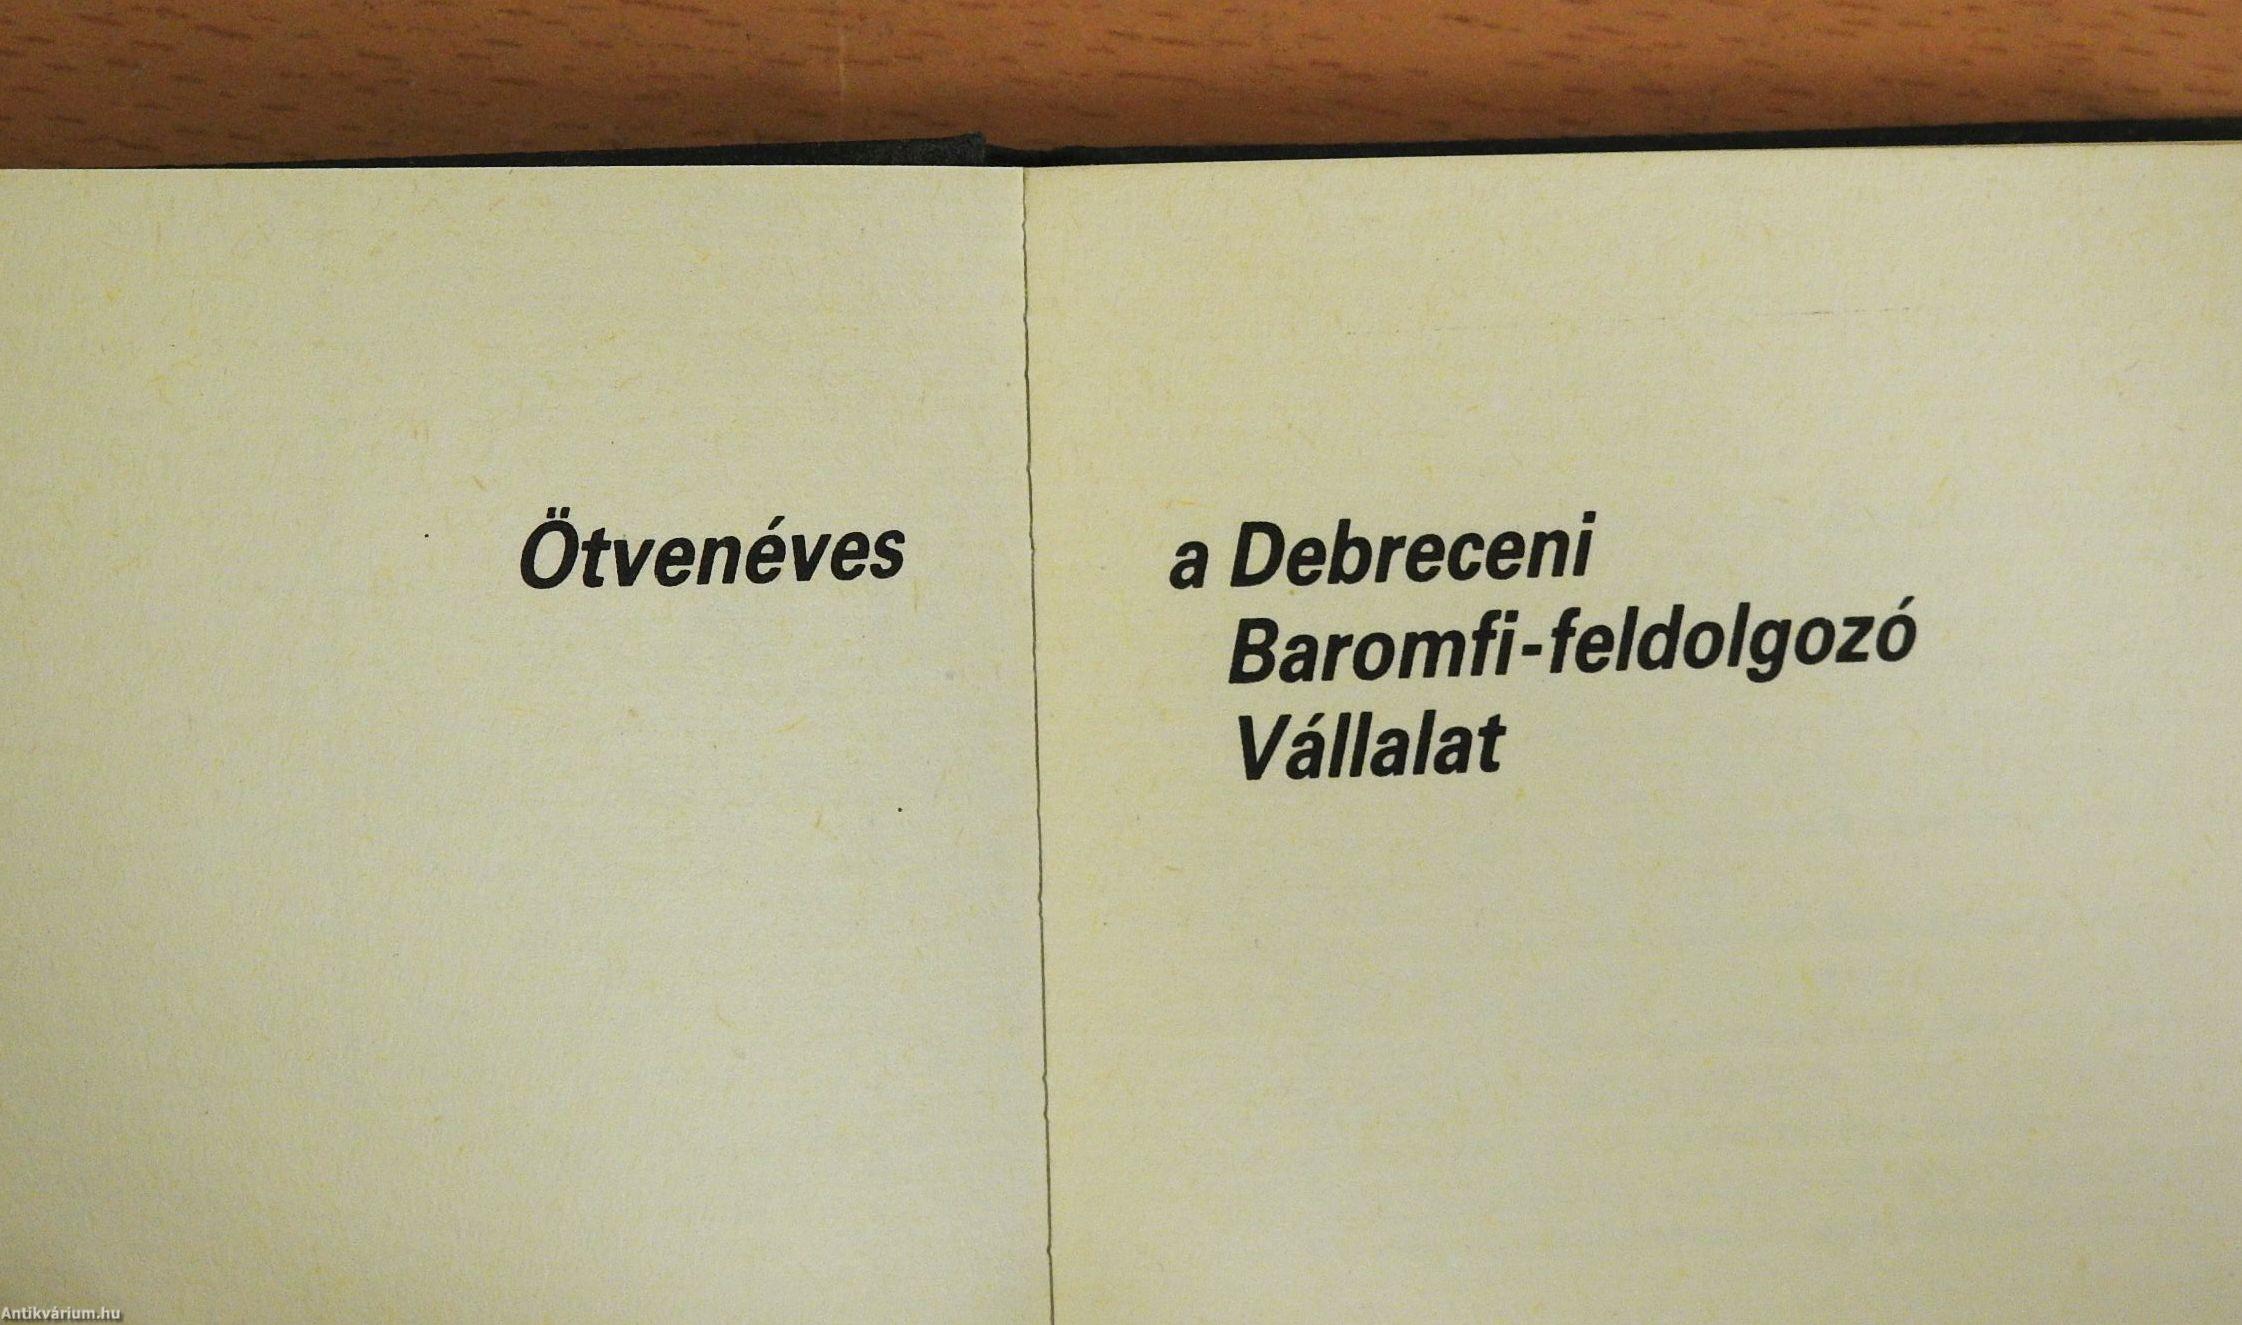 Ötvenéves
a Debreceni
Baromfi-feldolgozó
Vállalat
Antikvárium.hu